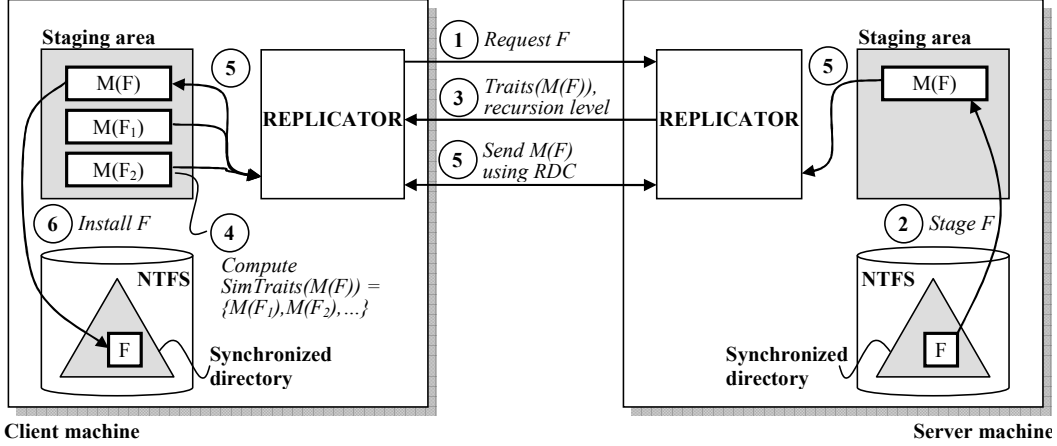 Staging area
M(F)
M(F1)
M(F2)
5
REPLICATOR
1 Request F
3 Traits(M(F)),
recursion level
5 Send M(F)
using RDC
REPLICATOR
5
Staging area
M(F)
6 Install F
4
Compute
SimTraits(M(F)) =
{M(F1),M(F2),...}
NTFS
F
Synchronized
directory
2 Stage F
NTFS
F
Synchronized
directory
Client machine
Server machine